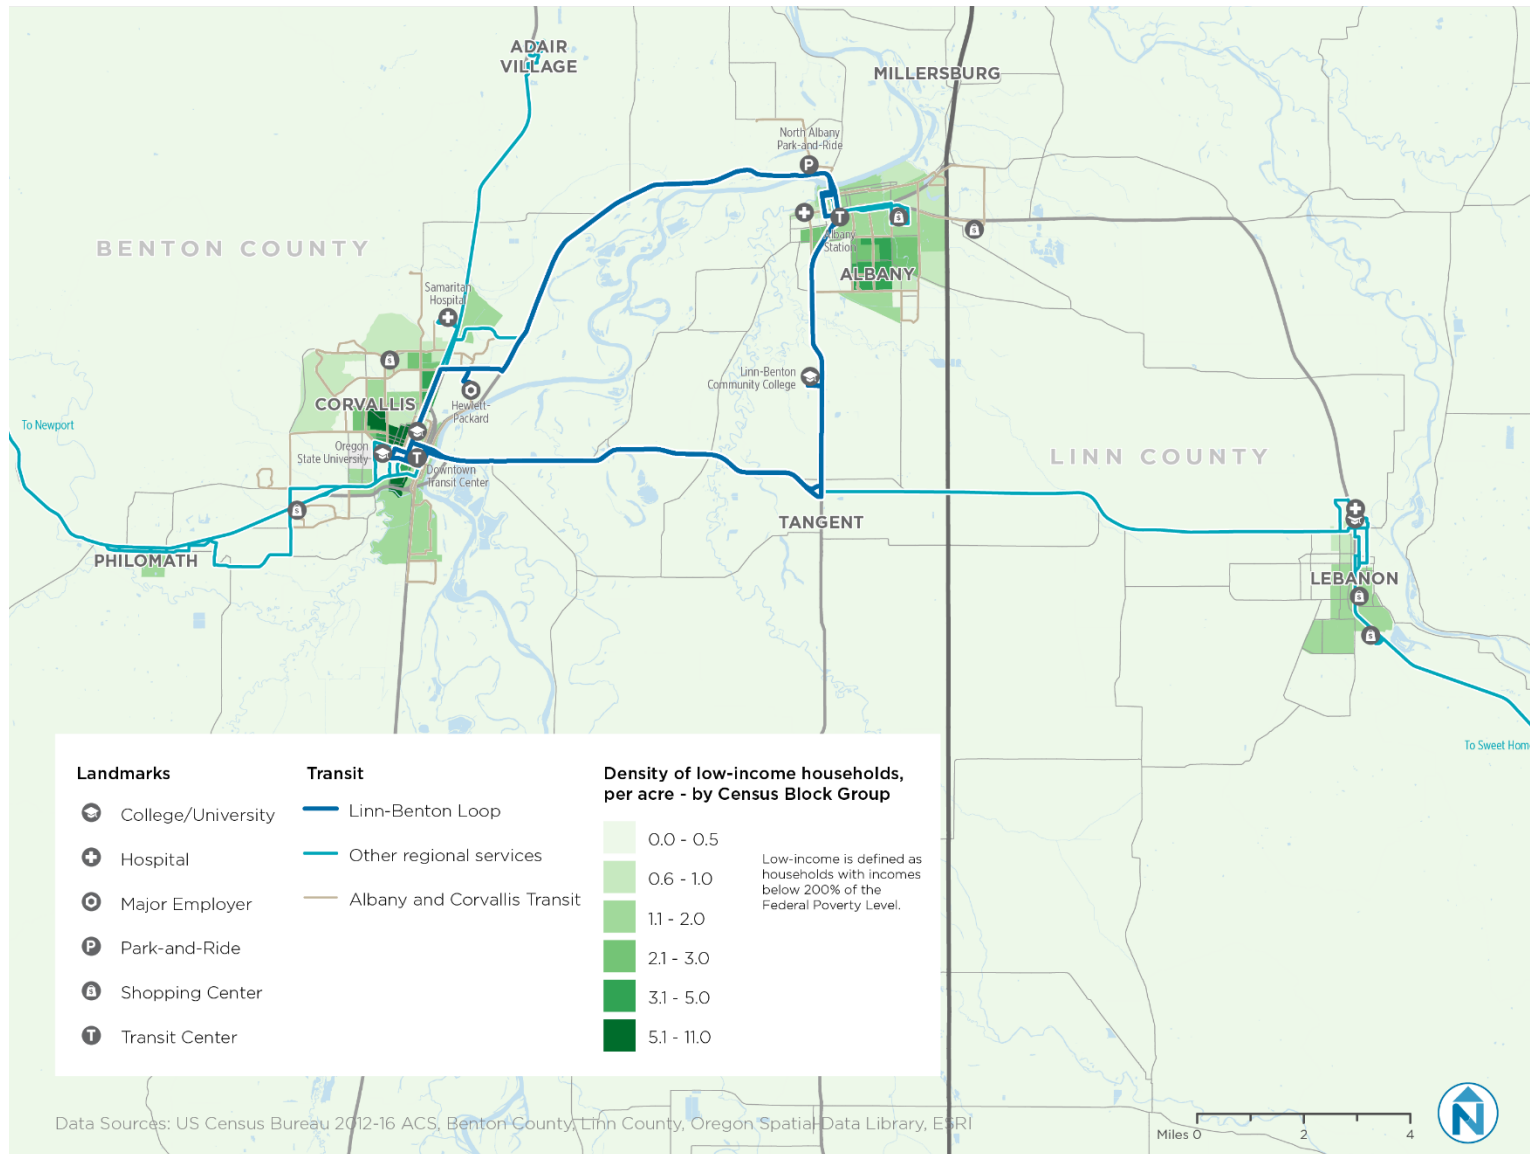 ADAIR
VILLAGE
MILLERSBURG
North Albany
Park-and-Ride
BENTON COUNTY
Albany
Station
ALBANY
Samaritan
Hospital
Linn-Benton
Community College
CORVALLIS
Hewlett-
Packard
To Newport
Oregon
State University
Downtown
Transit Center
LINN COUNTY
TANGENT
PHILOMATH
LEBANON
To Sweet Hom
Landmarks
College/University
Hospital
Major Employer
P Park-and-Ride
Shopping Center
T Transit Center
Transit
Linn-Benton Loop
Other regional services
Albany and Corvallis Transit
Density of low-income households,
per acre - by Census Block Group
0.0 - 0.5
0.6 - 1.0
1.1 - 2.0
2.1 - 3.0
3.1 - 5.0
5.1 - 11.0
Low-income is defined as
households with incomes
below 200% of the
Federal Poverty Level.
Data Sources: US Census Bureau 2012-16 ACS, Benton County, Linn County, Oregon Spatial Data Library, ESRI
Miles 0 2 4
N